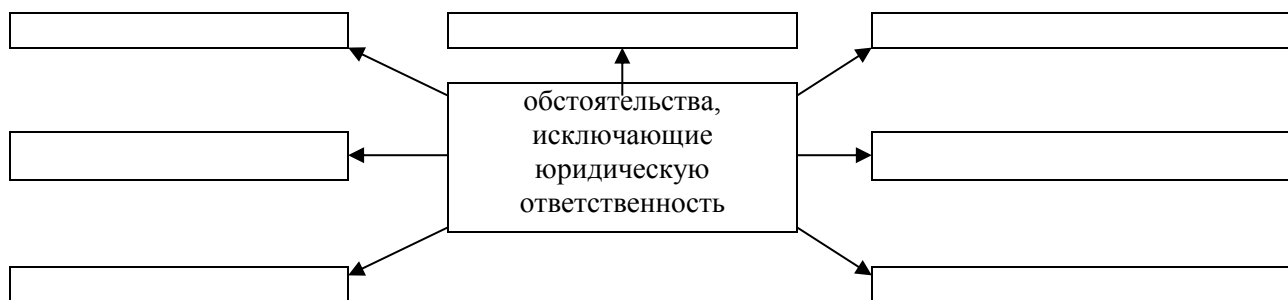 обстоятельства,
исключающие
юридическую
ответственность